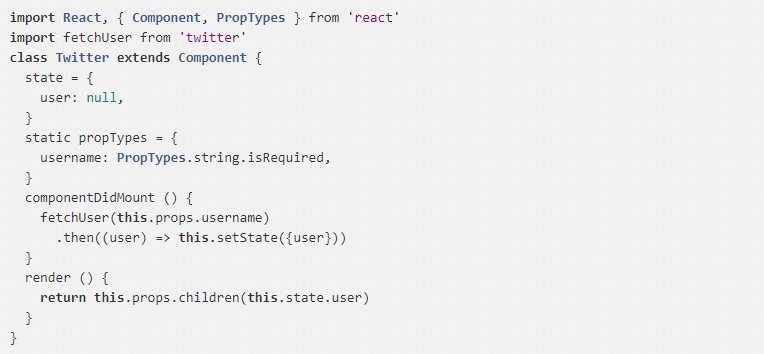 import React, { Component, PropTypes } from 'react'
import fetchUser from 'twitter'
class Twitter extends Component {
  state = {
    user: null,
  }
  static propTypes = {
    username: PropTypes.string.isRequired,
  }
  componentDidMount () {
    fetchUser(this.props.username)
      .then((user) => this.setState({user}))
  }
  render () {
    return this.props.children(this.state.user)
  }
}